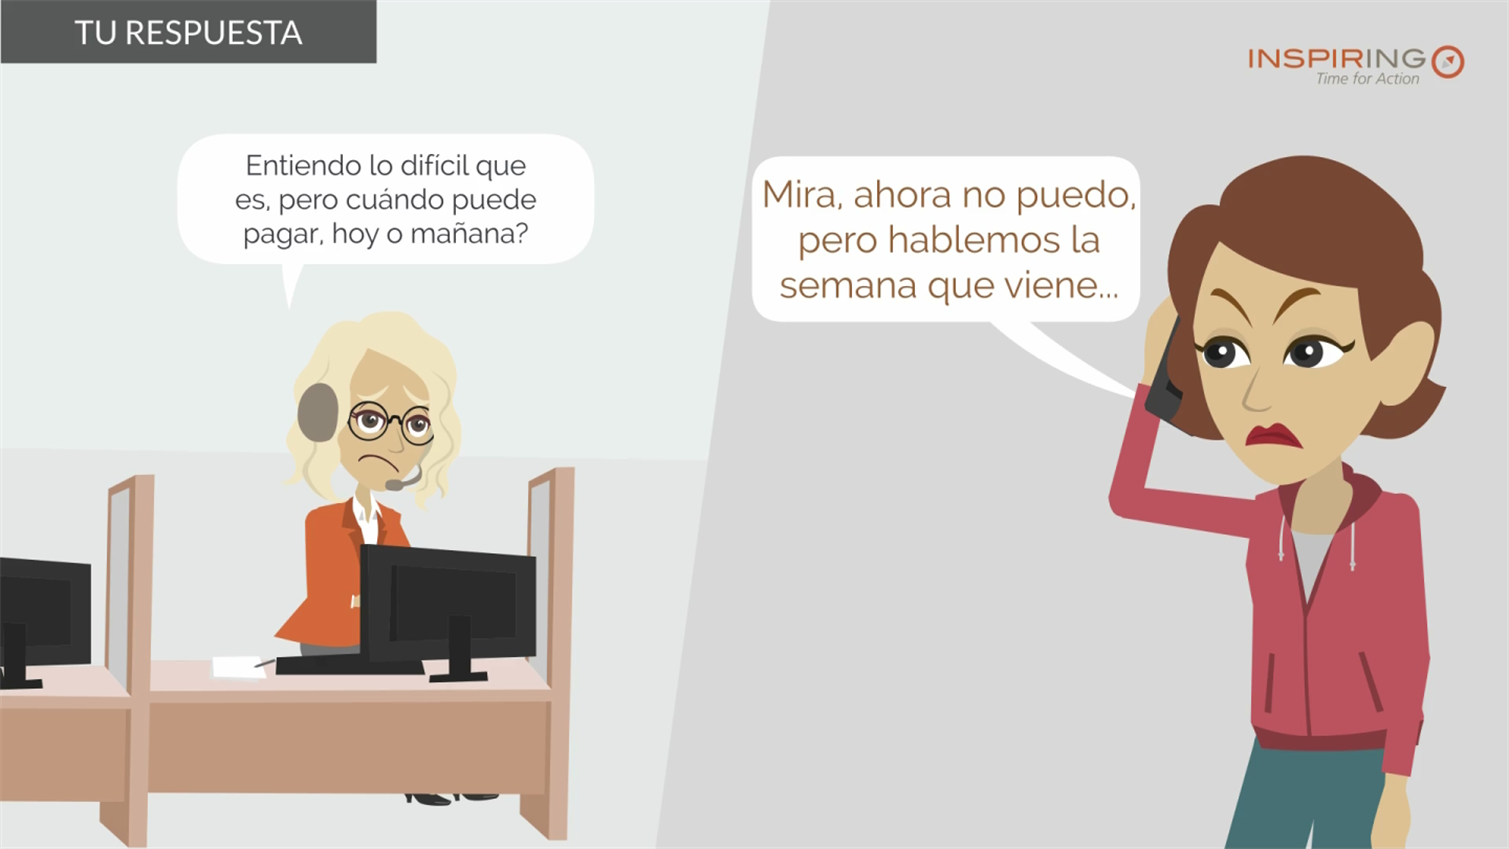 TU RESPUESTA
INSPIRING
Time for Action
Entiendo lo difícil que
es, pero cuándo puede
pagar, hoy o mañana?
Mira, ahora no puedo,
pero hablemos la
semana que viene...